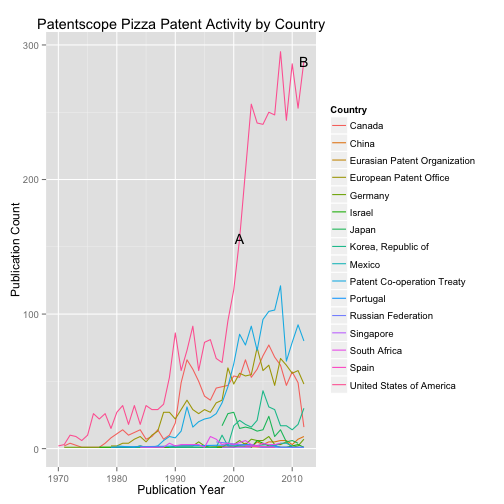 Patentscope Pizza Patent Activity by Country
300
200
100
0
Publication Count
A
B
1970
1980
1990
2000
2010
Publication Year
Country
Canada
China
Eurasian Patent Organization
European Patent Office
Germany
Israel
Japan
Korea, Republic of
Mexico
Patent Co-operation Treaty
Portugal
Russian Federation
Singapore
South Africa
Spain
United States of America